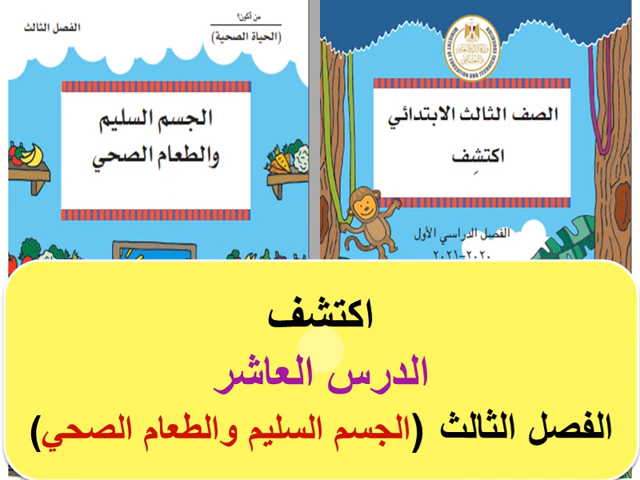 الصف الثالث الابتدائي
اكتشِف
الفصل الدراسي الأول
٢٠٢٠-٢٠٢١
من أكون؟
(الحياة الصحية)
الفصل الثالث
الجسم السليم
والطعام الصحي
اكتشف
الدرس العاشر
الفصل الثالث (الجسم السليم والطعام الصحي)